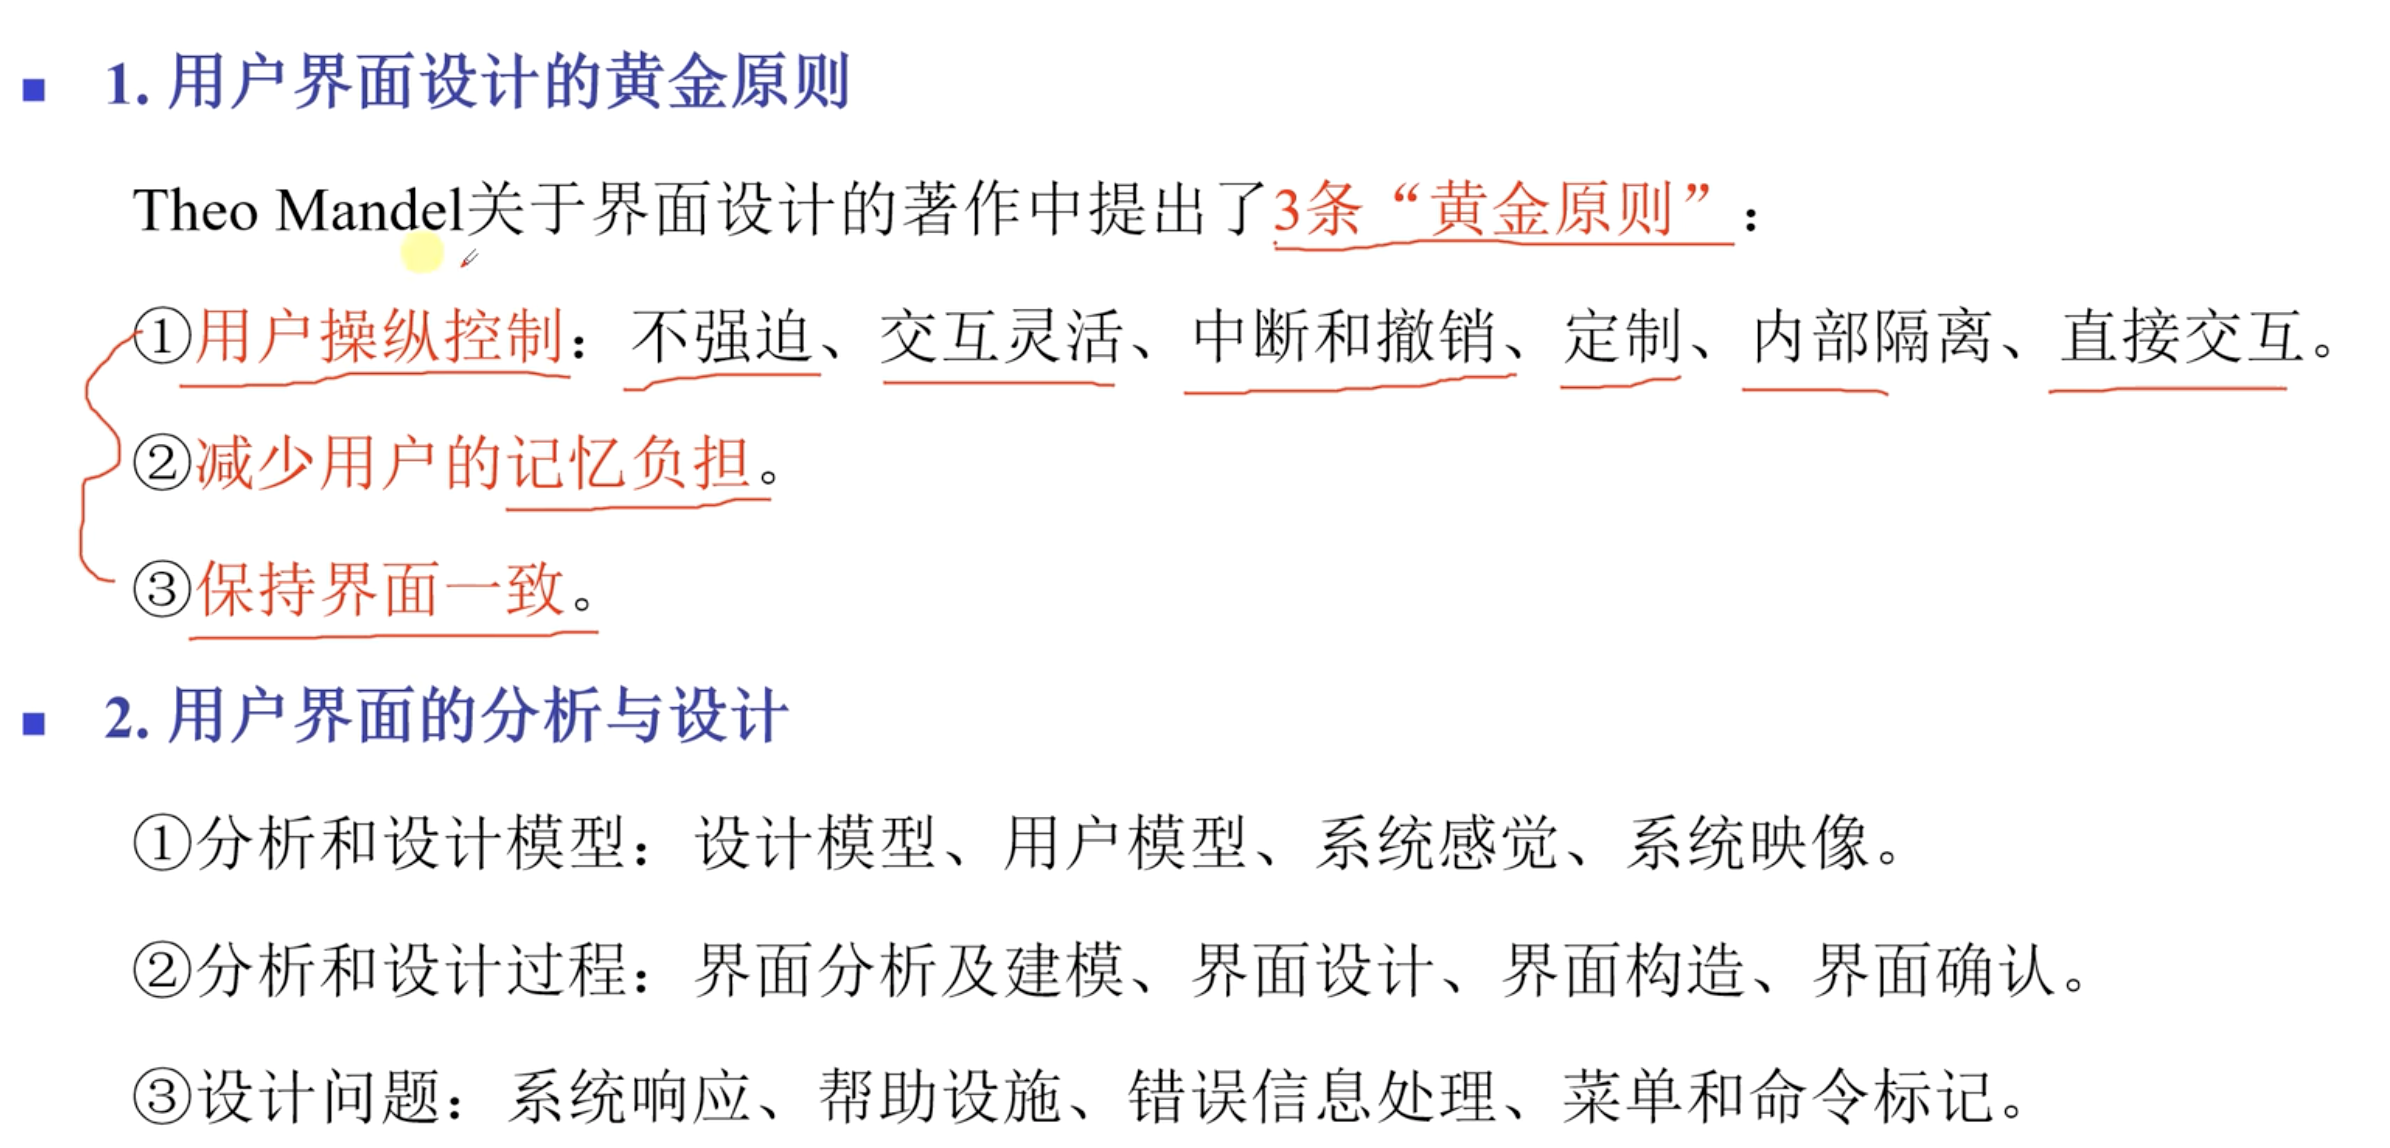 1. 用户界面设计的黄金原则
Theo Mandel关于界面设计的著作中提出了3条“黄金原则”：
①用户操纵控制：不强迫、交互灵活、中断和撤销、定制、内部隔离、直接交互。
②减少用户的记忆负担。
③保持界面一致。
2. 用户界面的分析与设计
①分析和设计模型：设计模型、用户模型、系统感觉、系统映像。
②分析和设计过程：界面分析及建模、界面设计、界面构造、界面确认。
③设计问题：系统响应、帮助设施、错误信息处理、菜单和命令标记。